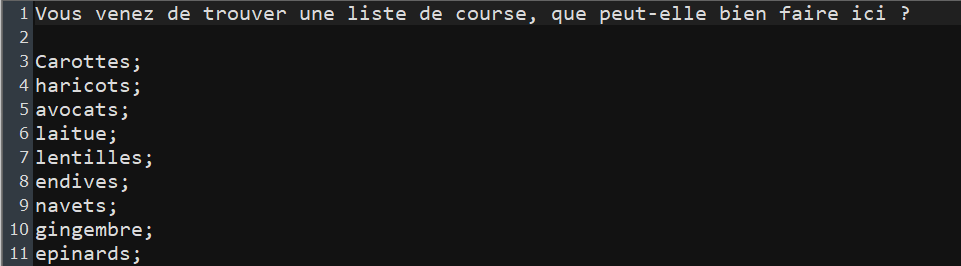 1 Vous venez de trouver une liste de course, que peut-elle bien faire ici ?
2
3 Carottes;
4 haricots;
5 avocats;
6 laitue;
7 lentilles;
8 endives;
9 navets;
10 gingembre;
11 epinards;